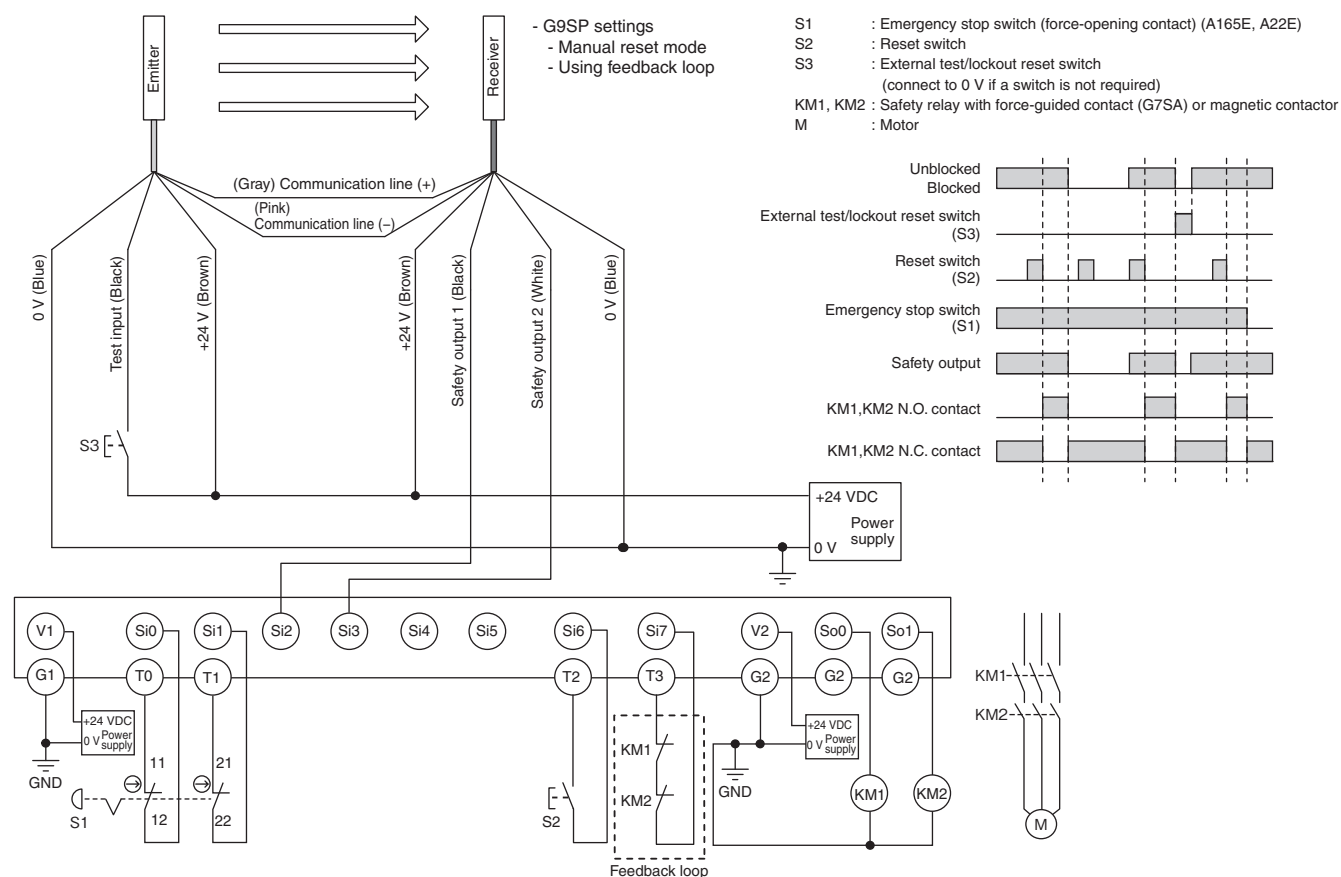 Emitter
Receiver
- G9SP settings
- Manual reset mode
- Using feedback loop
S1 : Emergency stop switch (force-opening contact) (A165E, A22E)
S2 : Reset switch
S3 : External test/lockout reset switch
(connect to 0 V if a switch is not required)
KM1, KM2 : Safety relay with force-guided contact (G7SA) or magnetic contactor
M : Motor
(Gray) Communication line (+)
(Pink)
Communication line (−)
0 V (Blue)
Test input (Black)
+24 V (Brown)
+24 V (Brown)
Safety output 1 (Black)
Safety output 2 (White)
0 V (Blue)
S3
Unblocked
Blocked
External test/lockout reset switch
(S3)
Reset switch
(S2)
Emergency stop switch
(S1)
Safety output
KM1,KM2 N.O. contact
KM1,KM2 N.C. contact
+24 VDC
Power
supply
0 V
V1 Si0 Si1 Si2 Si3 Si4 Si5 Si6 Si7 V2 So0 So1
G1 T0 T1 T2 T3 G2 G2 G2
+24 VDC
0 V Power
supply
GND
11
12
21
22
S1
S2
KM1
KM2
Feedback loop
+24 VDC
0 V Power
supply
GND
KM1
KM2
KM1
KM2
M